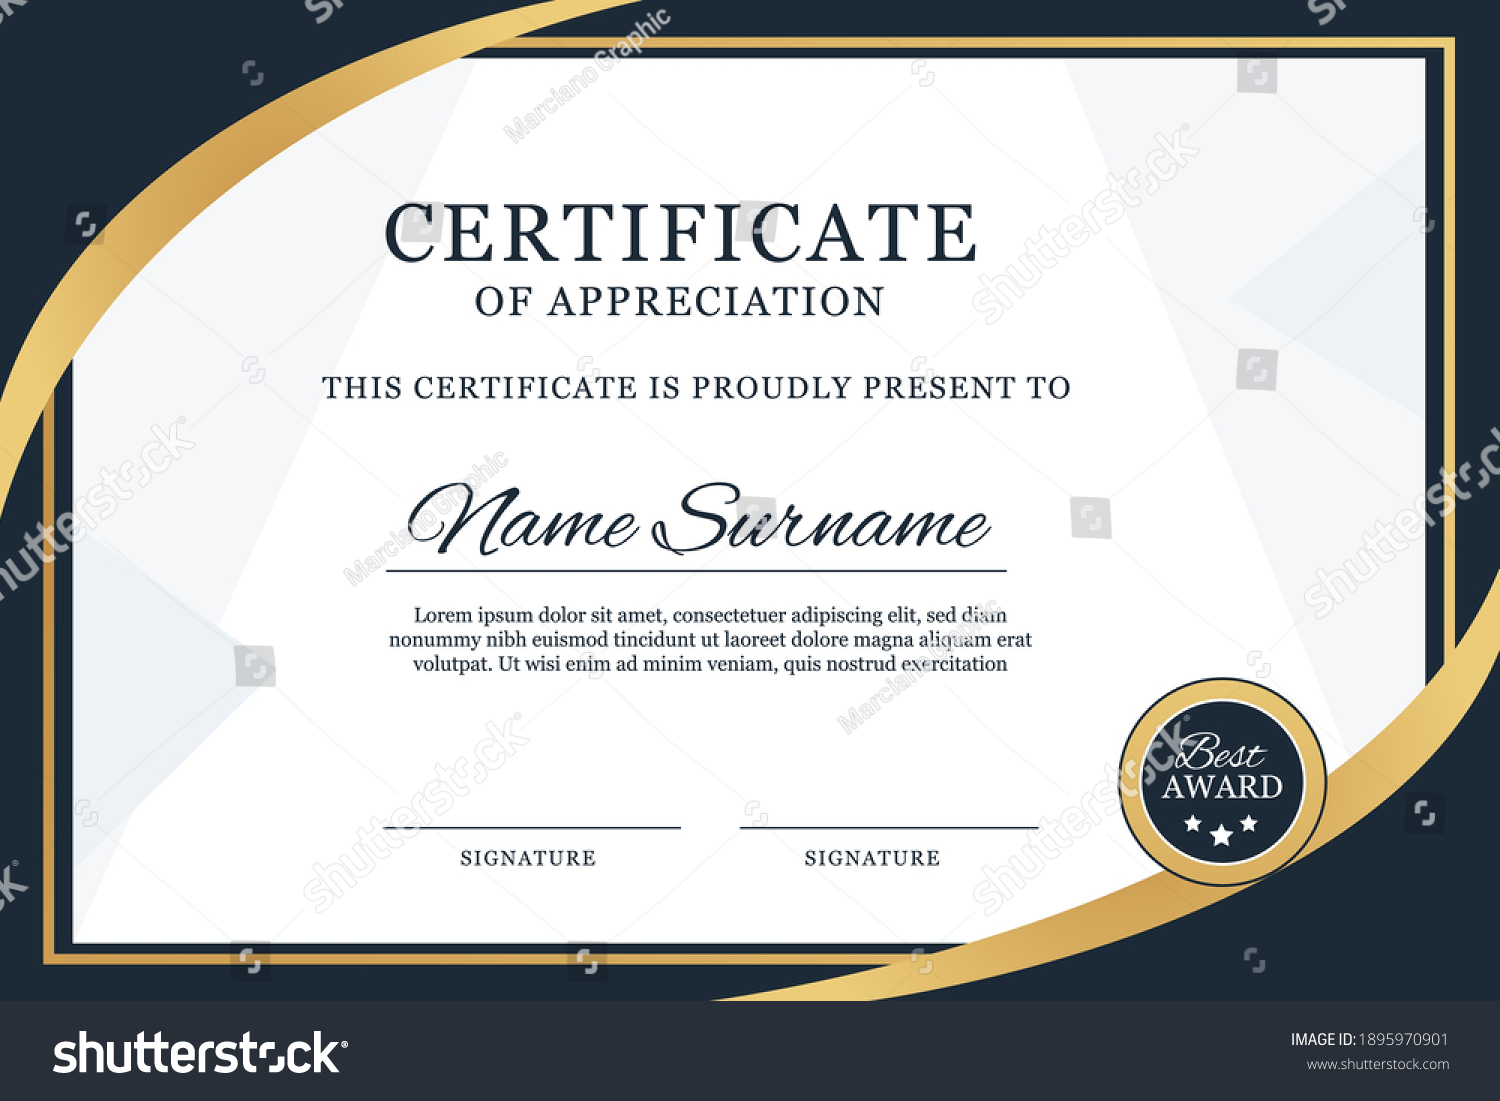 Marciano Graphic
CERTIFICATE
OF APPRECIATION
shutterstock
THIS CERTIFICATE IS PROUDLY PRESENT TO
shutterstock
shutterstock
Marciano Graphic
Name Surname
Lorem ipsum dolor sit amet, consectetuer adipiscing elit, sed diam
nonummy nibh euismod tincidunt ut laoreet dolore magna aliquam erat
volutpat. Ut wisi enim ad minim veniam, quis nostrud exercitation
Marciano Graphic
Best
AWARD
shutterstock
shutterstock
SIGNATURE SIGNATURE
shutterstock®
IMAGE ID: 1895970901
www.shutterstock.com